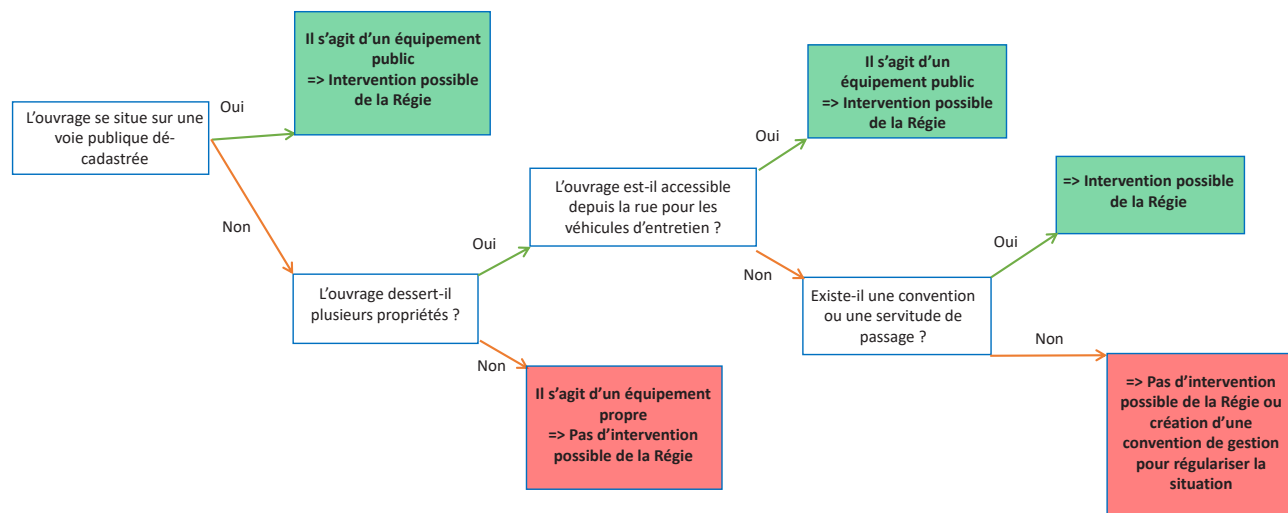 L'ouvrage se situe sur une
voie publique dé-
cadastrée
Oui
Il s'agit d'un équipement
public
=> Intervention possible
de la Régie
Non
L'ouvrage dessert-il
plusieurs propriétés ?
Oui
L'ouvrage est-il accessible
depuis la rue pour les
véhicules d'entretien ?
Oui
Il s'agit d'un
équipement public
=> Intervention possible
de la Régie
Non
Existe-il une convention
ou une servitude de
passage ?
Oui
=> Intervention possible
de la Régie
Non
=> Pas d'intervention
possible de la Régie ou
création d'une
convention de gestion
pour régulariser la
situation
Non
Il s'agit d'un équipement
propre
=> Pas d'intervention
possible de la Régie